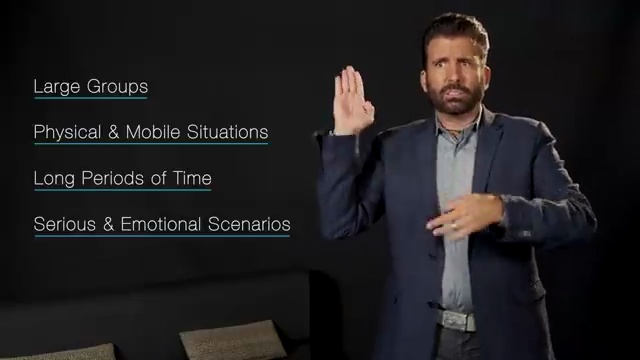 Large Groups
Physical & Mobile Situations
Long Periods of Time
Serious & Emotional Scenarios